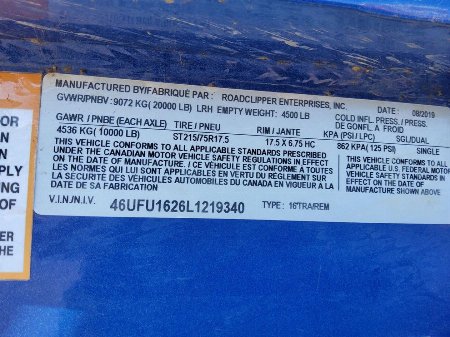 MANUFACTURED BY/FABRIQUÉ PAR : ROADCLIPPER ENTERPRISES, INC.
GVWR/PNBV : 9072 KG( 20000 LB) LRH EMPTY WEIGHT: 4500 LB DATE: 08/2019
GAWR / PNBE (EACH AXLE) TIRE / PNEU RIM / JANTE COLD INFL. PRESS. / PRESS. DE GONFL. A FROID
KPA (PSI / LPC) SGL/DUAL
4536 KG( 10000 LB) ST215/75R17.5 17.5 X 6.75 HC 862 KPA( 125 PSI) SINGLE
THIS VEHICLE CONFORMS TO ALL APPLICABLE STANDARDS PRESCRIBED
UNDER THE CANADIAN MOTOR VEHICLE SAFETY REGULATIONS IN EFFECT
ON THE DATE OF MANUFACTURE. / CE VÉHICULE EST CONFORME À TOUTES
LES NORMES QUI LUI SONT APPLICABLES EN VERTU DU RÈGLEMENT SUR
LA SÉCURITÉ DES VÉHICULES AUTOMOBILES DU CANADA EN VIGUEUR A LA
DATE DE SA FABRICATION
THIS VEHICLE CONFORMS TO ALL
APPLICABLE U.S. FEDERAL MOTOR
VEHICLE SAFETY STANDARDS
IN EFFECT ON THE DATE OF
MANUFACTURE SHOWN ABOVE.
V.I.N./N.I.V. 46UFU1626L1219340 TYPE: 16'TRA/REM